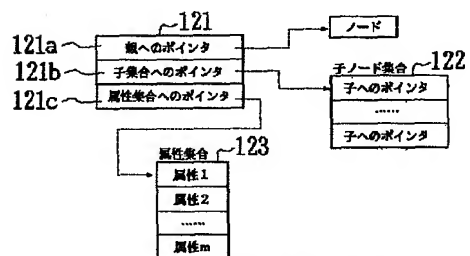 121
ノード
121a
親へのポインタ
121b
子集合へのポインタ
121c
属性集合へのポインタ
子ノード集合
122
子へのポインタ
……
子へのポインタ
属性集合
123
属性1
属性2
……
属性m